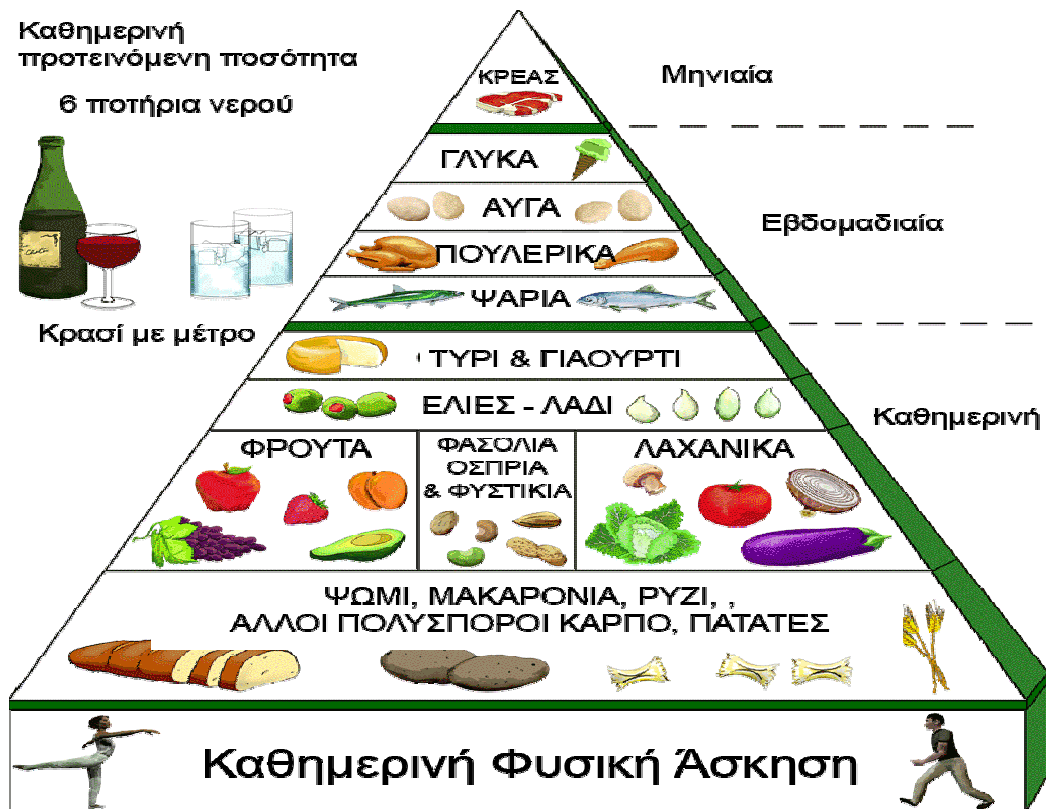 Καθημερινή
προτεινόμενη ποσότητα
6 ποτήρια νερού
Κρασί με μέτρο
ΚΡΕΑΣ
Μηνιαία
ΓΛΥΚΑ
ΑΥΓΑ
ΠΟΥΛΕΡΙΚΑ
ΨΑΡΙΑ
Εβδομαδιαία
ΤΥΡΙ & ΓΙΑΟΥΡΤΙ
ΕΛΙΕΣ - ΛΑΔΙ
Καθημερινή
ΦΡΟΥΤΑ
ΦΑΣΟΛΙΑ
ΟΣΠΡΙΑ
& ΦΥΣΤΙΚΙΑ
ΛΑΧΑΝΙΚΑ
ΨΩΜΙ, ΜΑΚΑΡΟΝΙΑ, ΡΥΖΙ, ,
ΑΛΛΟΙ ΠΟΛΥΣΠΟΡΟΙ ΚΑΡΠΟ, ΠΑΤΑΤΕΣ
Καθημερινή Φυσική Άσκηση